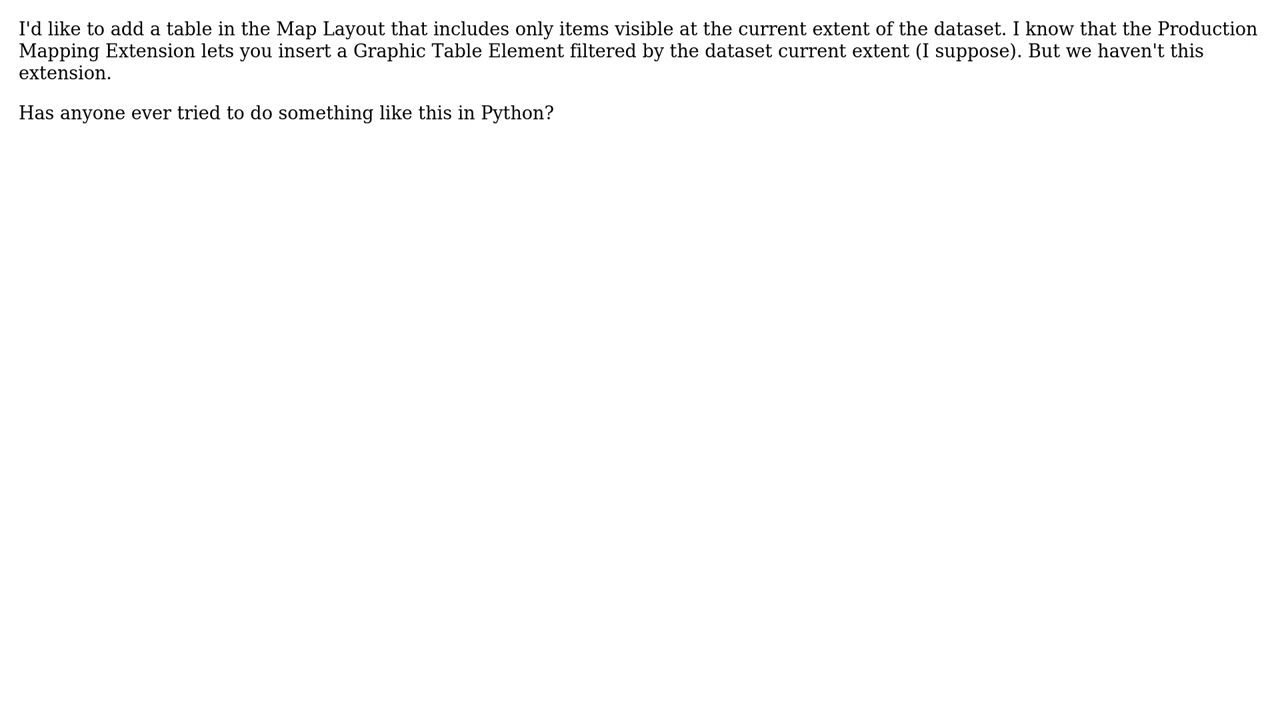 I'd like to add a table in the Map Layout that includes only items visible at the current extent of the dataset. I know that the Production
Mapping Extension lets you insert a Graphic Table Element filtered by the dataset current extent (I suppose). But we haven't this
extension.
Has anyone ever tried to do something like this in Python?